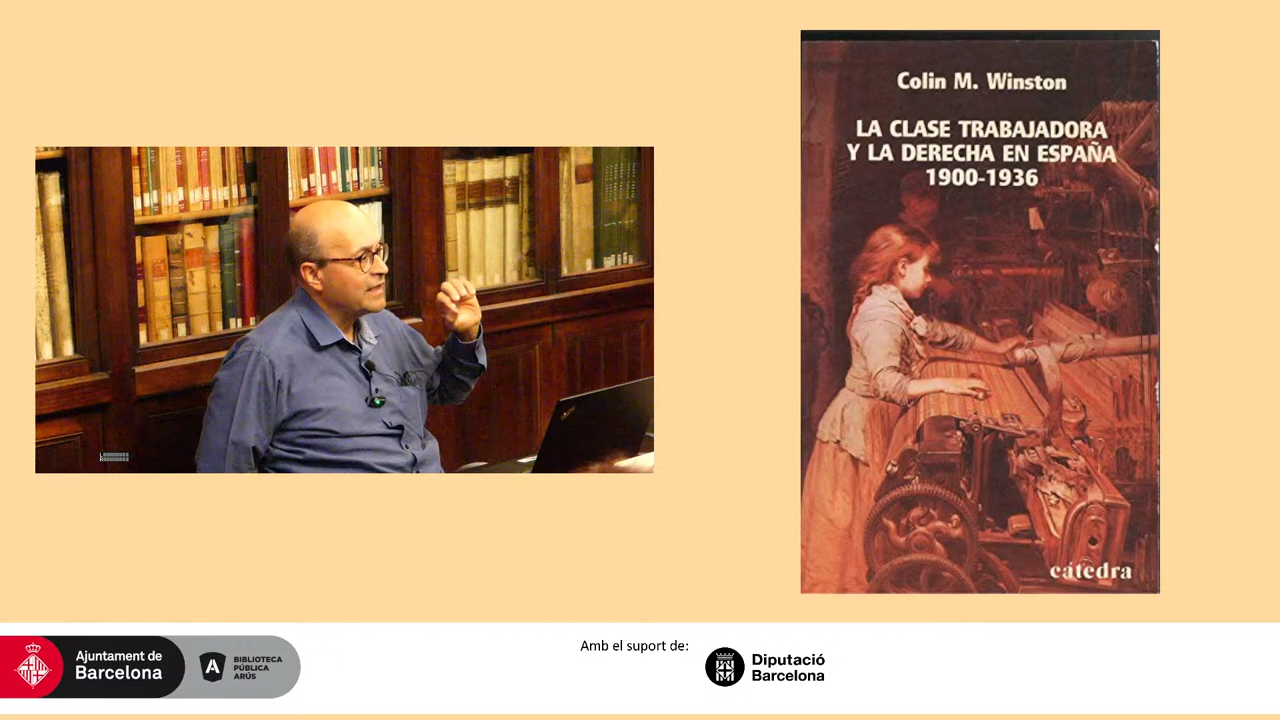 Colin M. Winston
LA CLASE TRABAJADORA
Y LA DERECHA EN ESPAÑA
1900-1936
cátedra
Ajuntament de
Barcelona
A
BIBLIOTECA
PÚBLICA
ARÚS
Amb el suport de:
Diputació
Barcelona